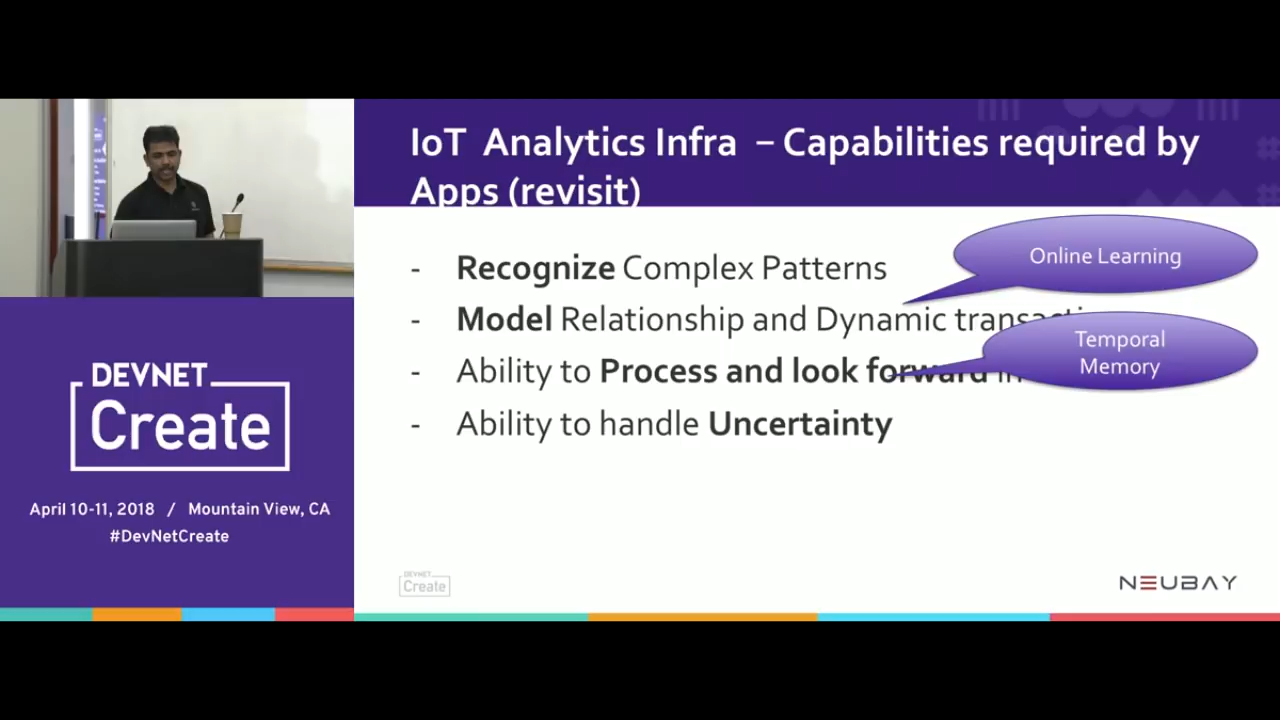 IoT Analytics Infra – Capabilities required by
Apps (revisit)
- Recognize Complex Patterns
- Model Relationship and Dynamic
- Ability to Process and look forward
- Ability to handle Uncertainty
Online Learning
Temporal
Memory
DEVNET
Create
April 10-11, 2018 / Mountain View, CA
#DevNetCreate
DEVNET
Create
NEUBAY